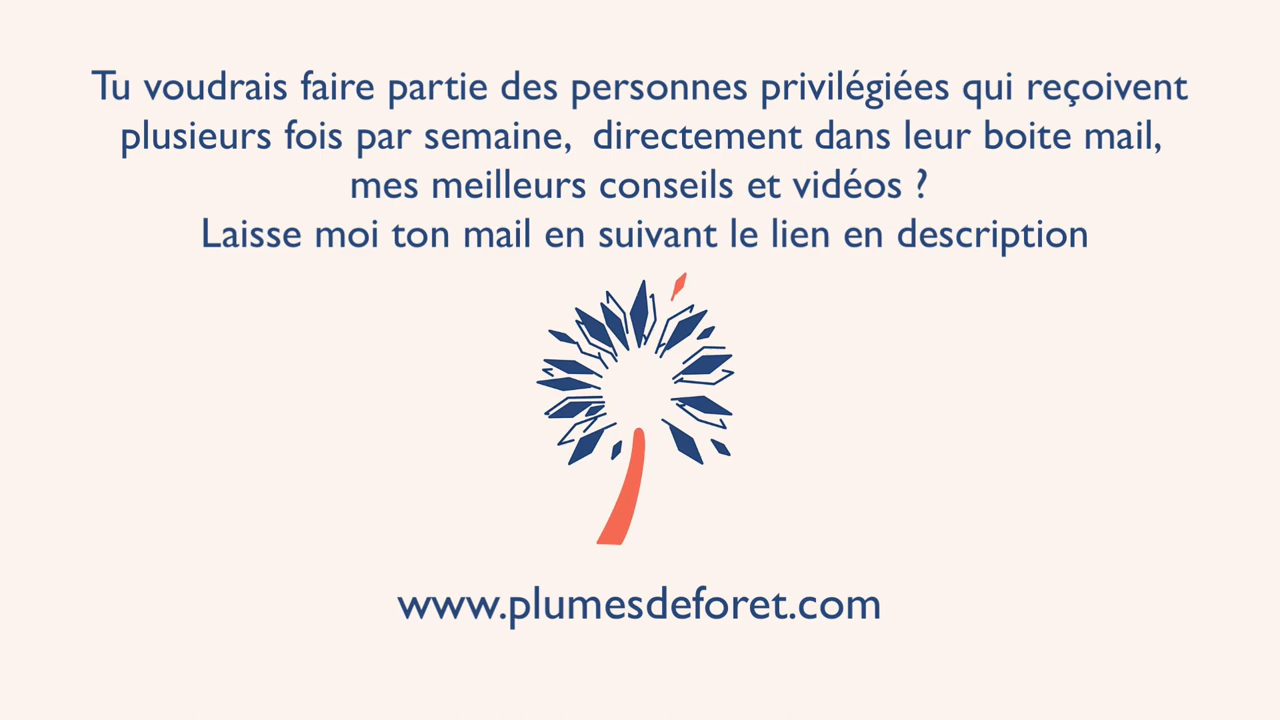 Tu voudrais faire partie des personnes privilégiées qui reçoivent
plusieurs fois par semaine,  directement dans leur boite mail,
mes meilleurs conseils et vidéos ?
Laisse moi ton mail en suivant le lien en description
www.plumesdeforet.com